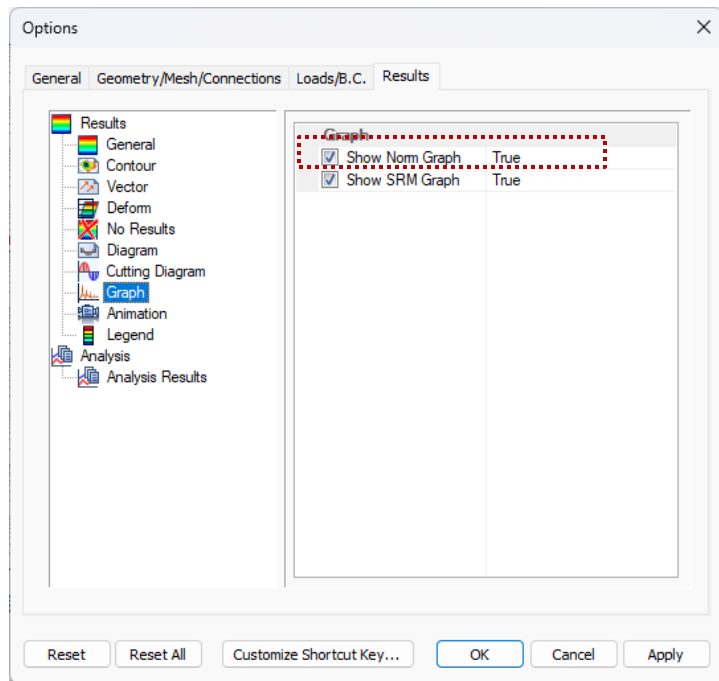 Options
General Geometry/Mesh/Connections Loads/B.C. Results
Results
General
Contour
Vector
Deform
No Results
Diagram
Cutting Diagram
Graph
Animation
Legend
Analysis
Analysis Results
Graph
Show Norm Graph True
Show SRM Graph True
Reset Reset All Customize Shortcut Key... OK Cancel Apply